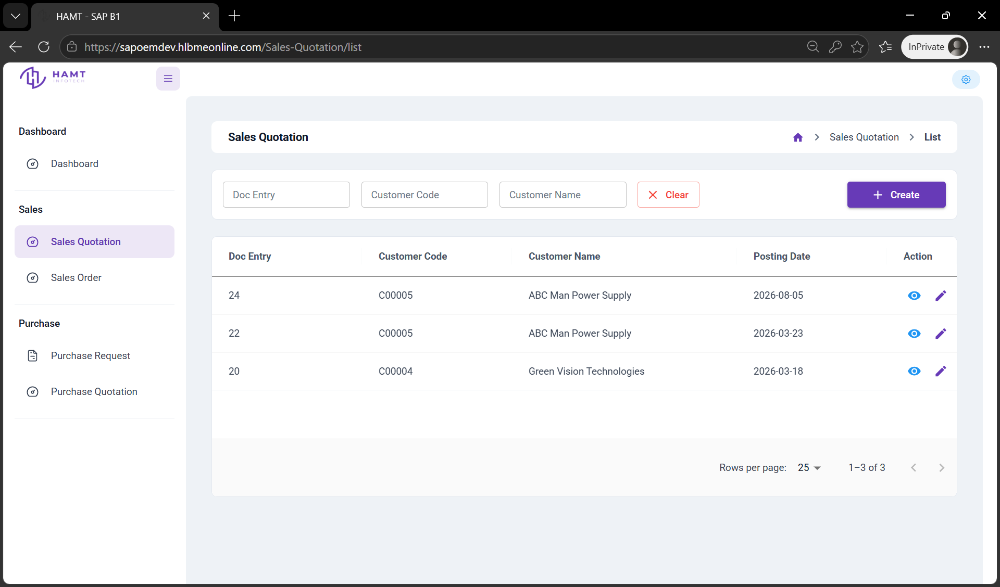 HAMT - SAP B1
https://sapoemdev.hlbmeonline.com/Sales-Quotation/list
InPrivate
HAMT
INFOTECH
Dashboard
Dashboard
Sales
Sales Quotation
Sales Order
Purchase
Purchase Request
Purchase Quotation
Sales Quotation
Sales Quotation
List
Doc Entry
Customer Code
Customer Name
Clear
Create
Doc Entry Customer Code Customer Name Posting Date Action
24 C00005 ABC Man Power Supply 2026-08-05
22 C00005 ABC Man Power Supply 2026-03-23
20 C00004 Green Vision Technologies 2026-03-18
Rows per page: 25 1–3 of 3